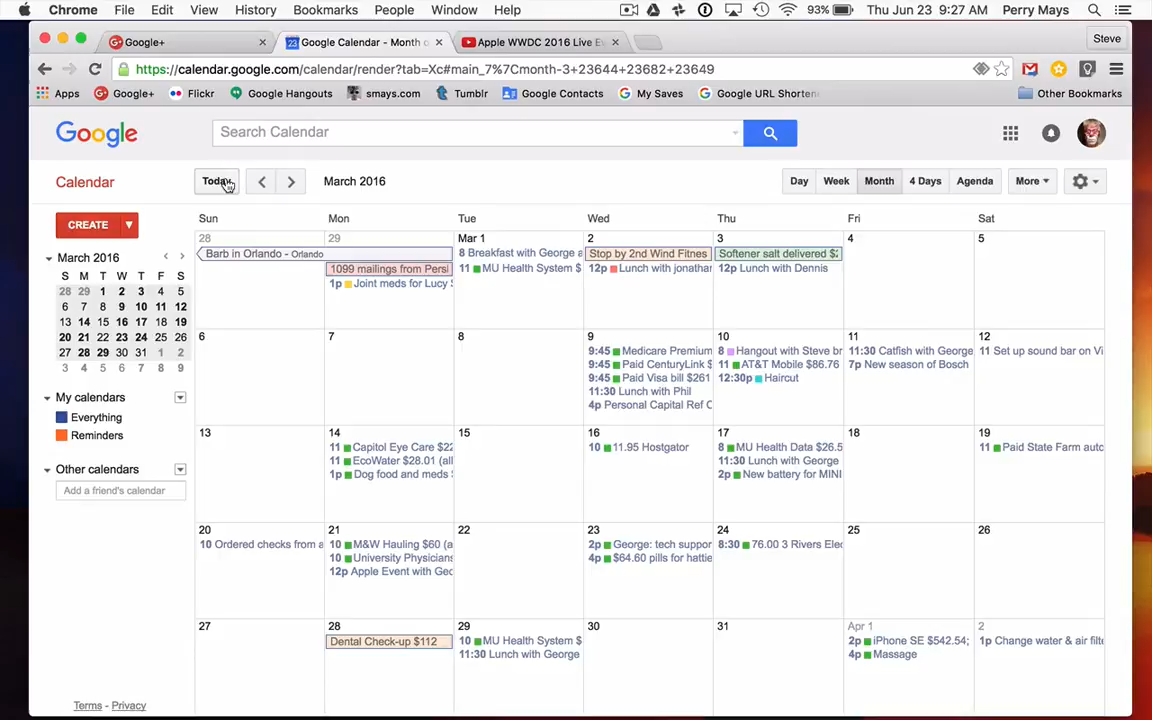 Chrome File Edit View History Bookmarks People Window Help 93% Thu Jun 23 9:27 AM Perry Mays
Google+ Google Calendar - Month o Apple WWDC 2016 Live E Steve
https://calendar.google.com/calendar/render?tab=Xc#main_7%7Cmonth-3+23644+23682+23649
Apps Google+ Flickr Google Hangouts smays.com Tumblr Google Contacts My Saves Google URL Shorten Other Bookmarks
Google Search Calendar
Calendar Today March 2016 Day Week Month 4 Days Agenda More
CREATE
March 2016
S M T W T F S
28 29 1 2 3 4 5
6 7 8 9 10 11 12
13 14 15 16 17 18 19
20 21 22 23 24 25 26
27 28 29 30 31 1 2
3 4 5 6 7 8 9
My calendars
Everything
Reminders
Other calendars
Add a friend's calendar
Terms - Privacy
Sun Mon Tue Wed Thu Fri Sat
28 29 Mar 1 2 3 4 5
Barb in Orlando - Orlando 8 Breakfast with George a Stop by 2nd Wind Fitnes Softener salt delivered $2
1099 mailings from Persi 11 MU Health System $ 12p Lunch with jonathar 12p Lunch with Dennis
1p Joint meds for Lucy
6 7 8 9 10 11 12
9:45 Medicare Premium 8 Hangout with Steve br 11:30 Catfish with George 11 Set up sound bar on Vi
9:45 Paid CenturyLink $ 11 AT&T Mobile $86.76 7p New season of Bosch
9:45 Paid Visa bill $261 12:30p Haircut
11:30 Lunch with Phil
4p Personal Capital Ref C
13 14 15 16 17 18 19
11 Capitol Eye Care $22 10 11.95 Hostgator 8 MU Health Data $26.5 11 Paid State Farm auto
11 EcoWater $28.01 (al 11:30 Lunch with George
1p Dog food and meds 2p New battery for MINI
20 21 22 23 24 25 26
10 Ordered checks from a 10 M&W Hauling $60 (a 2p George: tech suppor 8:30 76.00 3 Rivers Ele
10 University Physicians 4p $64.60 pills for hattie
12p Apple Event with Geo
27 28 29 30 31 Apr 1 2
Dental Check-up $112 10 MU Health System $ 2p iPhone SE $542.54; 1p Change water & air filte
11:30 Lunch with George 4p Massage